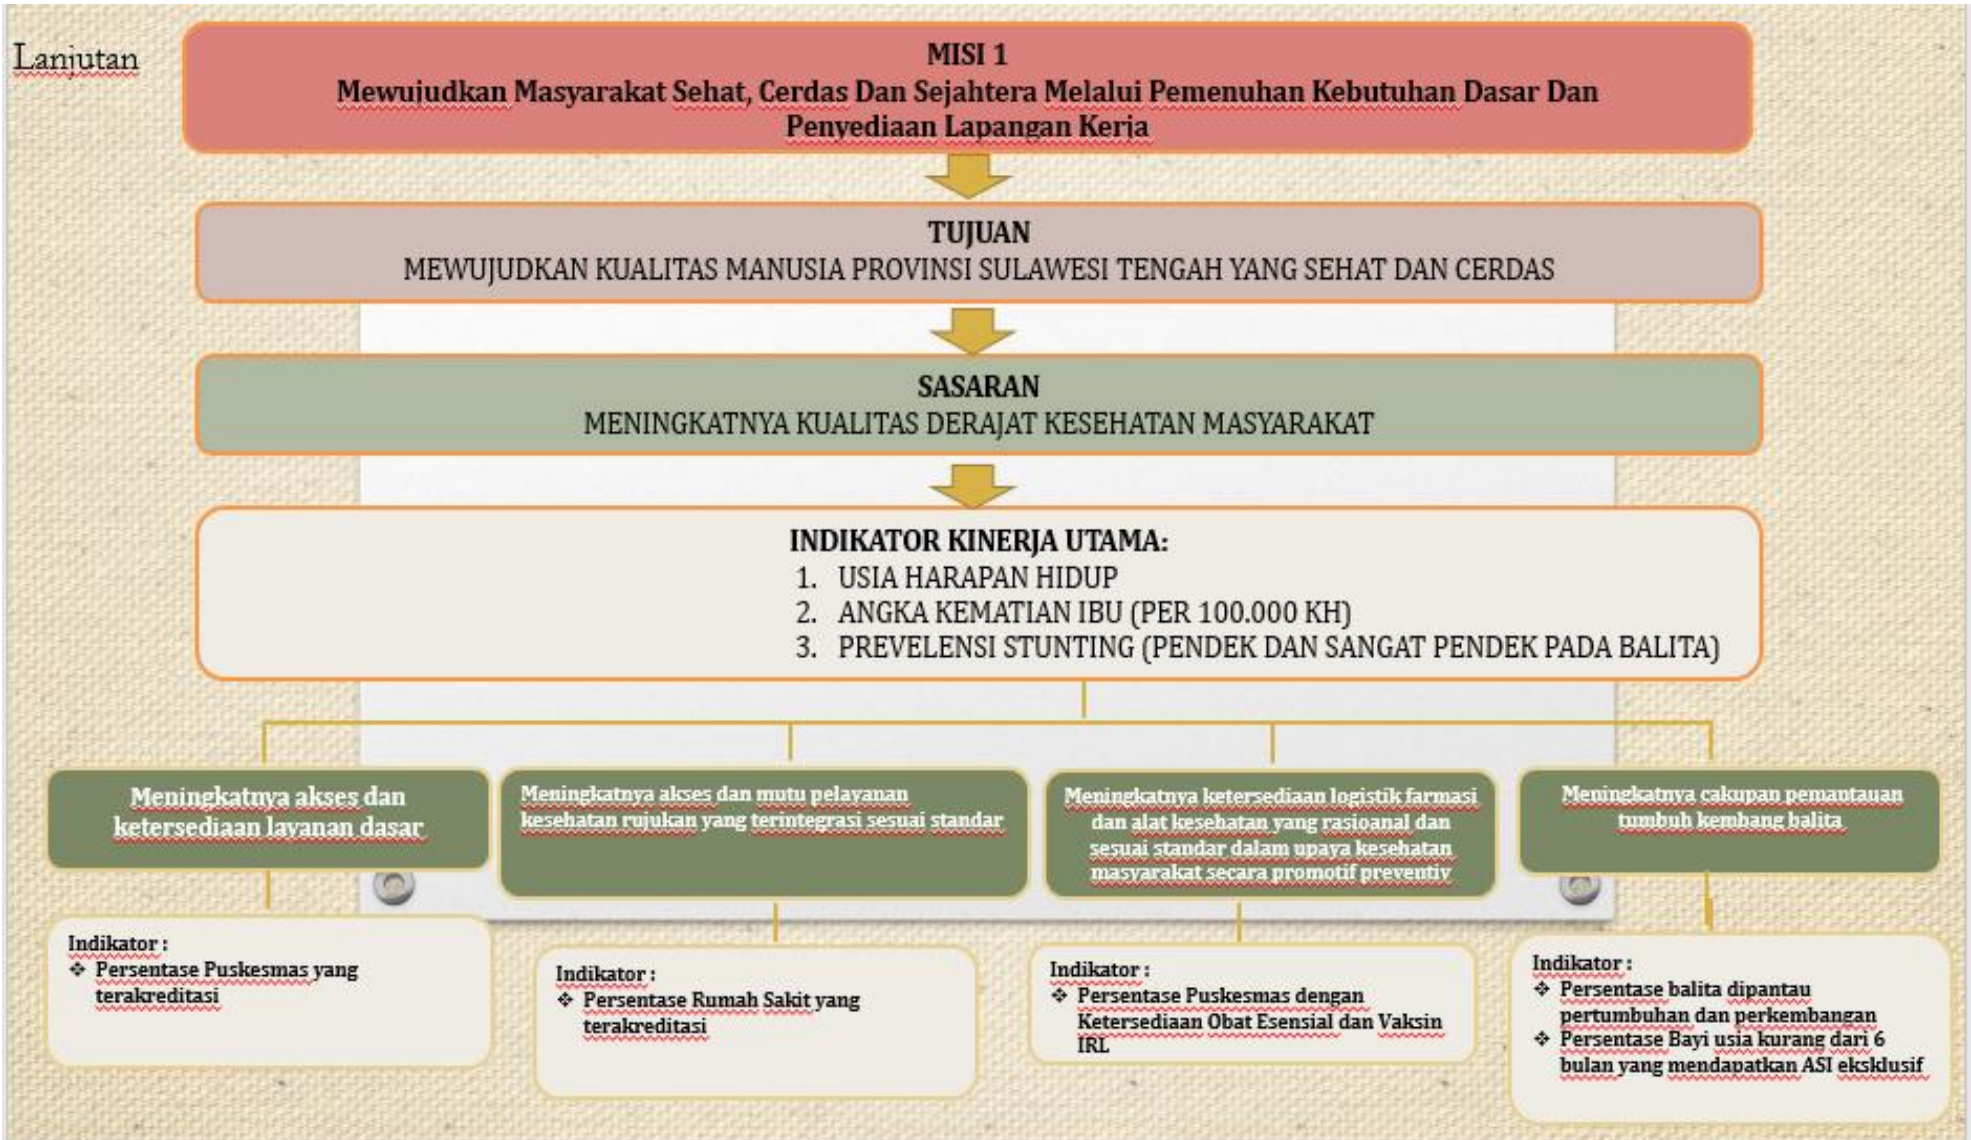 Lanjutan
MISI 1
Mewujudkan Masyarakat Sehat, Cerdas Dan Sejahtera Melalui Pemenuhan Kebutuhan Dasar Dan
Penyediaan Lapangan Kerja
TUJUAN
MEWUJUDKAN KUALITAS MANUSIA PROVINSI SULAWESI TENGAH YANG SEHAT DAN CERDAS
SASARAN
MENINGKATNYA KUALITAS DERAJAT KESEHATAN MASYARAKAT
INDIKATOR KINERJA UTAMA:
1. USIA HARAPAN HIDUP
2. ANGKA KEMATIAN IBU (PER 100.000 KH)
3. PREVELENSI STUNTING (PENDEK DAN SANGAT PENDEK PADA BALITA)
Meningkatnya akses dan
ketersediaan layanan dasar
Meningkatnya akses dan mutu pelayanan
kesehatan rujukan yang terintegrasi sesuai standar
Meningkatnya ketersediaan logistik farmasi
dan alat kesehatan yang rasioanal dan
sesuai standar dalam upaya kesehatan
masyarakat secara promotif preventiv
Meningkatnya cakupan pemantauan
tumbuh kembang balita
Indikator :
❖ Persentase Puskesmas yang
terakreditasi
Indikator :
❖ Persentase Rumah Sakit yang
terakreditasi
Indikator :
❖ Persentase Puskesmas dengan
Ketersediaan Obat Esensial dan Vaksin
IRL
Indikator :
❖ Persentase balita dipantau
pertumbuhan dan perkembangan
❖ Persentase Bayi usia kurang dari 6
bulan yang mendapatkan ASI eksklusif